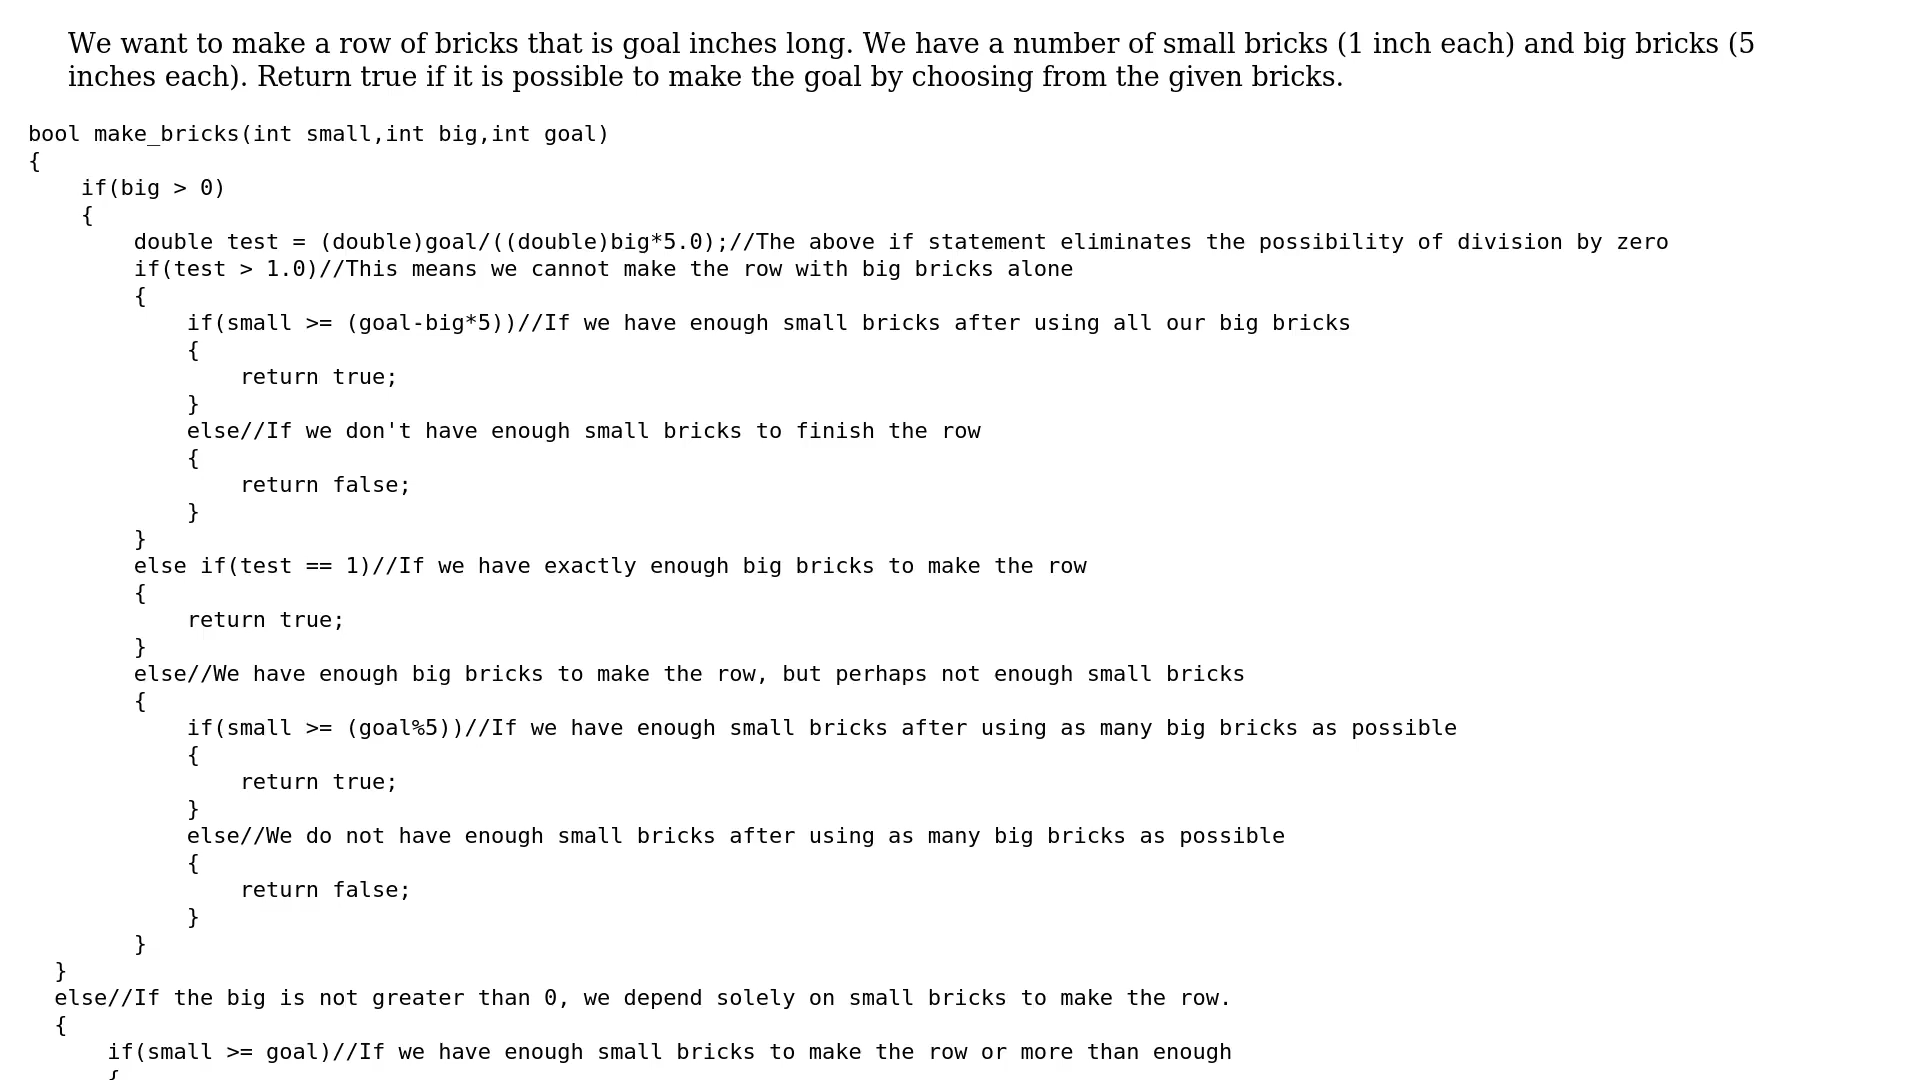 We want to make a row of bricks that is goal inches long. We have a number of small bricks (1 inch each) and big bricks (5
inches each). Return true if it is possible to make the goal by choosing from the given bricks.
bool make_bricks(int small,int big,int goal)
{
    if(big > 0)
    {
        double test = (double)goal/((double)big*5.0);//The above if statement eliminates the possibility of division by zero
        if(test > 1.0)//This means we cannot make the row with big bricks alone
        {
            if(small >= (goal-big*5))//If we have enough small bricks after using all our big bricks
            {
                return true;
            }
            else//If we don't have enough small bricks to finish the row
            {
                return false;
            }
        }
        else if(test == 1)//If we have exactly enough big bricks to make the row
        {
            return true;
        }
        else//We have enough big bricks to make the row, but perhaps not enough small bricks
        {
            if(small >= (goal%5))//If we have enough small bricks after using as many big bricks as possible
            {
                return true;
            }
            else//We do not have enough small bricks after using as many big bricks as possible
            {
                return false;
            }
        }
  }
  else//If the big is not greater than 0, we depend solely on small bricks to make the row.
  {
      if(small >= goal)//If we have enough small bricks to make the row or more than enough
      {